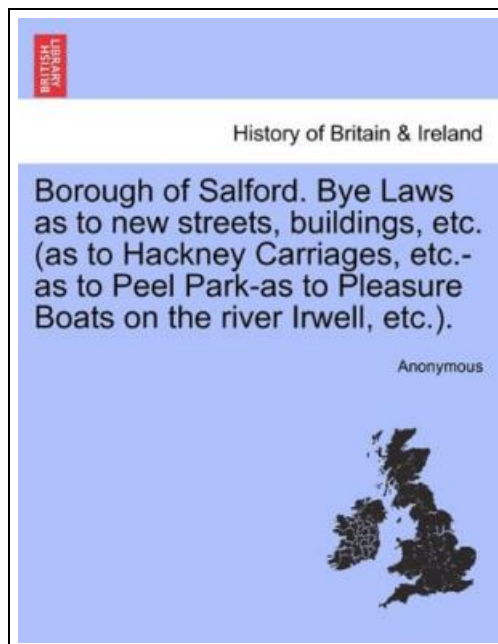 BRITISH
LIBRARY
History of Britain & Ireland
Borough of Salford. Bye Laws
as to new streets, buildings, etc.
(as to Hackney Carriages, etc.-
as to Peel Park-as to Pleasure
Boats on the river Irwell, etc.).
Anonymous